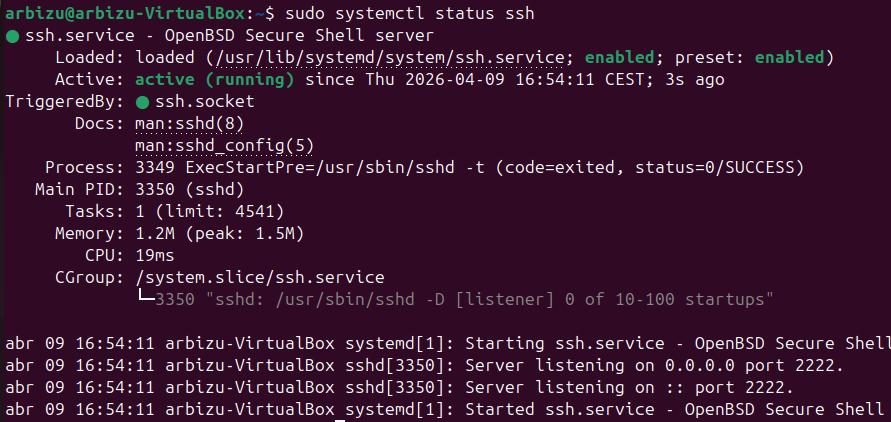 arbizu@arbizu-VirtualBox:~$ sudo systemctl status ssh
● ssh.service - OpenBSD Secure Shell server
     Loaded: loaded (/usr/lib/systemd/system/ssh.service; enabled; preset: enabled)
     Active: active (running) since Thu 2026-04-09 16:54:11 CEST; 3s ago
TriggeredBy: ● ssh.socket
       Docs: man:sshd(8)
             man:sshd_config(5)
    Process: 3349 ExecStartPre=/usr/sbin/sshd -t (code=exited, status=0/SUCCESS)
   Main PID: 3350 (sshd)
      Tasks: 1 (limit: 4541)
     Memory: 1.2M (peak: 1.5M)
        CPU: 19ms
     CGroup: /system.slice/ssh.service
             └─3350 "sshd: /usr/sbin/sshd -D [listener] 0 of 10-100 startups"

abr 09 16:54:11 arbizu-VirtualBox systemd[1]: Starting ssh.service - OpenBSD Secure Shell
abr 09 16:54:11 arbizu-VirtualBox sshd[3350]: Server listening on 0.0.0.0 port 2222.
abr 09 16:54:11 arbizu-VirtualBox sshd[3350]: Server listening on :: port 2222.
abr 09 16:54:11 arbizu-VirtualBox systemd[1]: Started ssh.service - OpenBSD Secure Shell